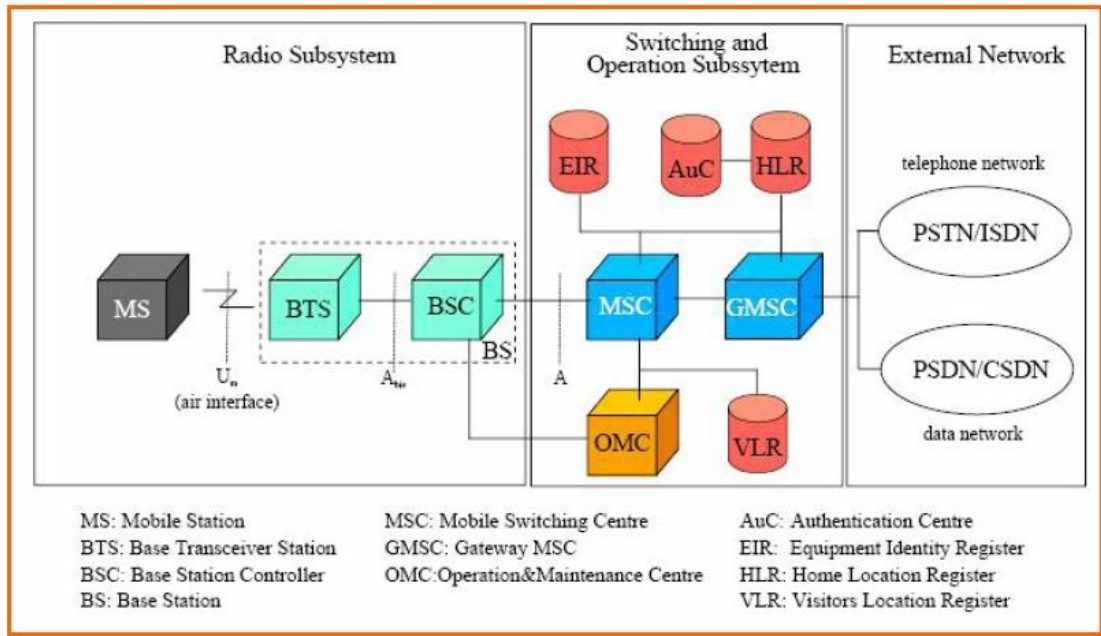 Radio Subsystem
Switching and
Operation Subssytem
External Network
EIR
AuC
HLR
telephone network
PSTN/ISDN
MS
BTS
BSC
BS
MSC
GMSC
Um
(air interface)
Abis
A
PSDN/CSDN
data network
OMC
VLR
MS: Mobile Station
BTS: Base Transceiver Station
BSC: Base Station Controller
BS: Base Station
MSC: Mobile Switching Centre
GMSC: Gateway MSC
OMC:Operation&Maintenance Centre
AuC: Authentication Centre
EIR: Equipment Identity Register
HLR: Home Location Register
VLR: Visitors Location Register